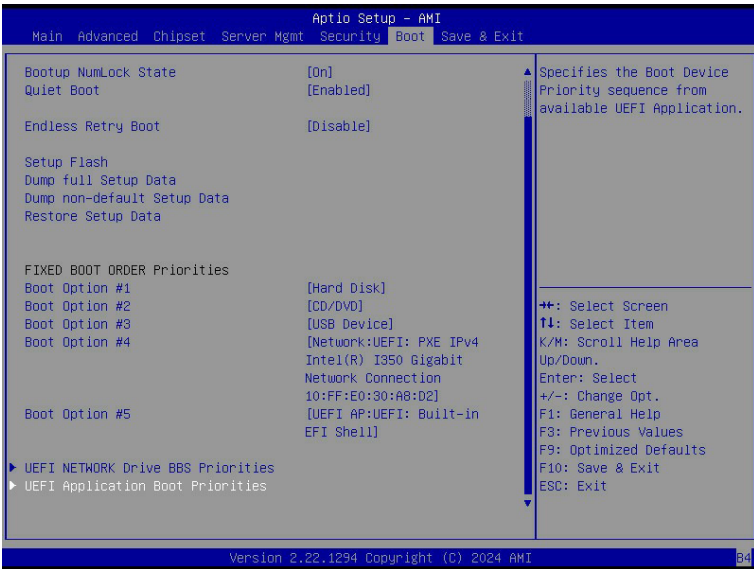 Aptio Setup – AMI
Main Advanced Chipset Server Mgmt Security Boot Save & Exit
Bootup NumLock State [On]
Quiet Boot [Enabled]
Endless Retry Boot [Disable]
Setup Flash
Dump full Setup Data
Dump non-default Setup Data
Restore Setup Data
FIXED BOOT ORDER Priorities
Boot Option #1 [Hard Disk]
Boot Option #2 [CD/DVD]
Boot Option #3 [USB Device]
Boot Option #4 [Network:UEFI: PXE IPv4
Intel(R) I350 Gigabit
Network Connection
10:FF:E0:30:A8:D2]
Boot Option #5 [UEFI AP:UEFI: Built-in
EFI Shell]
UEFI NETWORK Drive BBS Priorities
UEFI Application Boot Priorities
Specifies the Boot Device
Priority sequence from
available UEFI Application.
→←: Select Screen
↑↓: Select Item
K/M: Scroll Help Area
Up/Down.
Enter: Select
+/-: Change Opt.
F1: General Help
F3: Previous Values
F9: Optimized Defaults
F10: Save & Exit
ESC: Exit
Version 2.22.1294 Copyright (C) 2024 AMI
B4